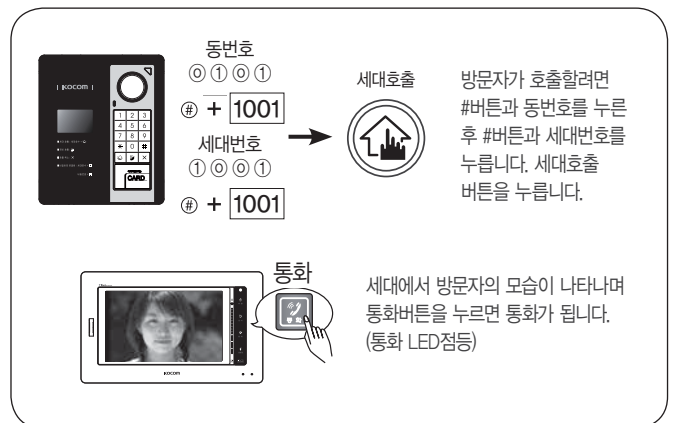 동번호
⓪①⓪①
KOCOM
세대호출
# + 1001
세대번호
①⓪⓪①
# + 1001
방문자가 호출할려면
#버튼과 동번호를 누른
후 #버튼과 세대번호를
누릅니다. 세대호출
버튼을 누릅니다.
1 2 3
4 5 6
7 8 9
* 0 #
CARD
통화
세대에서 방문자의 모습이 나타나며
통화버튼을 누르면 통화가 됩니다.
(통화 LED점등)
KOCOM